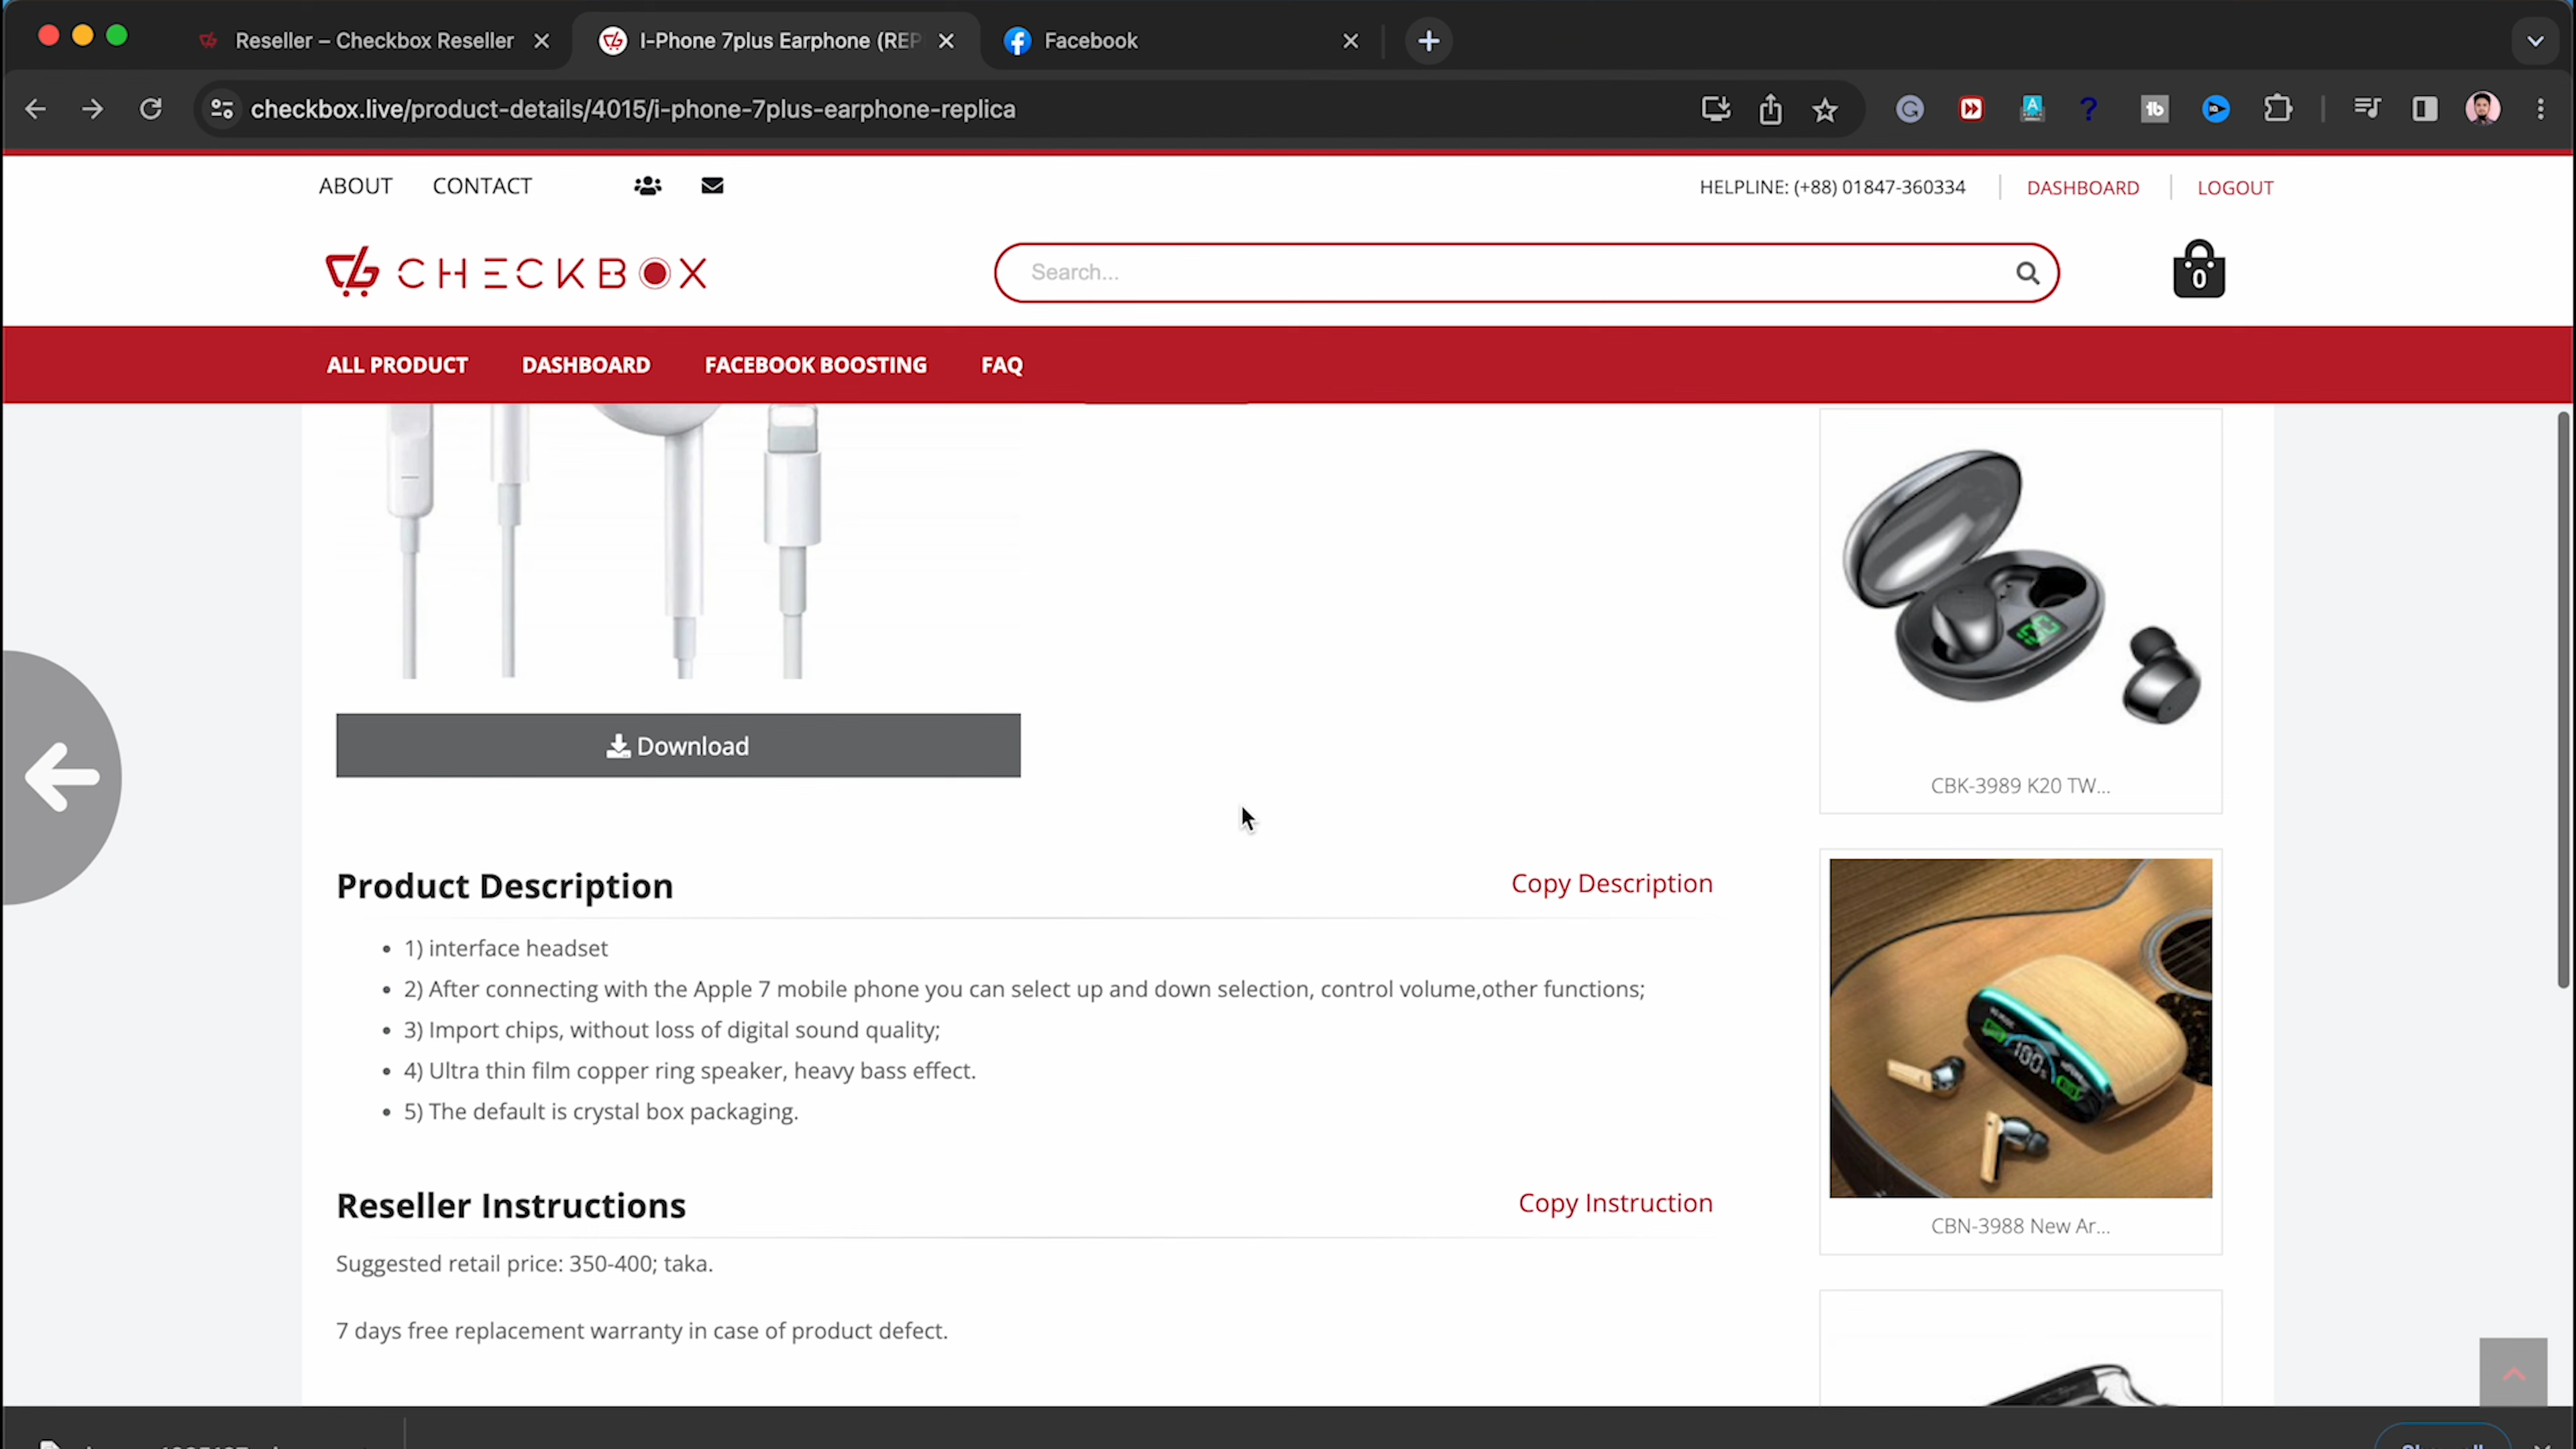 Reseller – Checkbox Reseller
I-Phone 7plus Earphone (REP
Facebook
checkbox.live/product-details/4015/i-phone-7plus-earphone-replica
ABOUT CONTACT
HELPLINE: (+88) 01847-360334 DASHBOARD LOGOUT
CHECKBOX
Search...
0
ALL PRODUCT DASHBOARD FACEBOOK BOOSTING FAQ
Download
CBK-3989 K20 TW...
Product Description
Copy Description
• 1) interface headset
• 2) After connecting with the Apple 7 mobile phone you can select up and down selection, control volume,other functions;
• 3) Import chips, without loss of digital sound quality;
• 4) Ultra thin film copper ring speaker, heavy bass effect.
• 5) The default is crystal box packaging.
CBN-3988 New Ar...
Reseller Instructions
Copy Instruction
Suggested retail price: 350-400; taka.
7 days free replacement warranty in case of product defect.